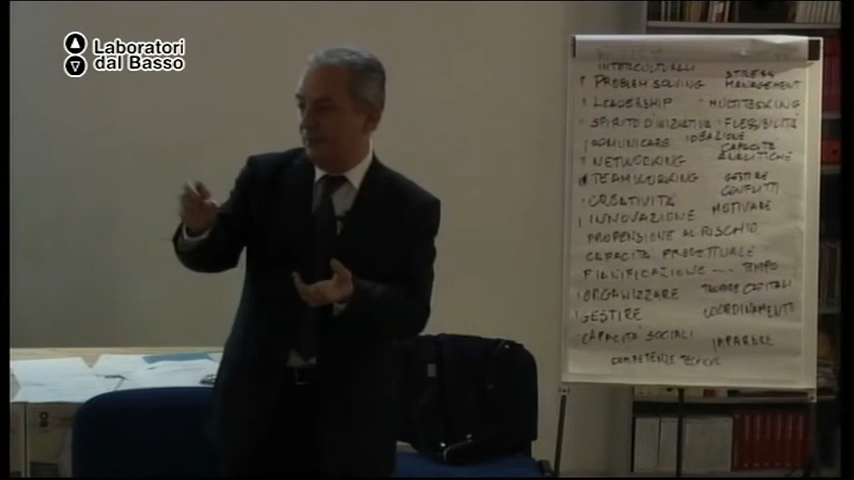 Laboratori
dal Basso
INTERCULTURALI
PROBLEM SOLVING
LEADERSHIP
SPIRITO D'INIZIATIVA
COMUNICARE
NETWORKING
TEAMWORKING
CREATIVITÀ
INNOVAZIONE
PROPENSIONE AL RISCHIO
CAPACITÀ PROGETTUALE
PIANIFICAZIONE --- TEMPO
ORGANIZZARE
GESTIRE
CAPACITÀ SOCIALI
COMPETENZE TECNICHE
STRESS
MANAGEMENT
MULTITASKING
FLESSIBILITÀ
IDEAZIONE
CAPACITÀ
ANALITICHE
GESTIRE
CONFLITTI
MOTIVARE
CAPITALI
COORDINAMENTO
IMPARARE